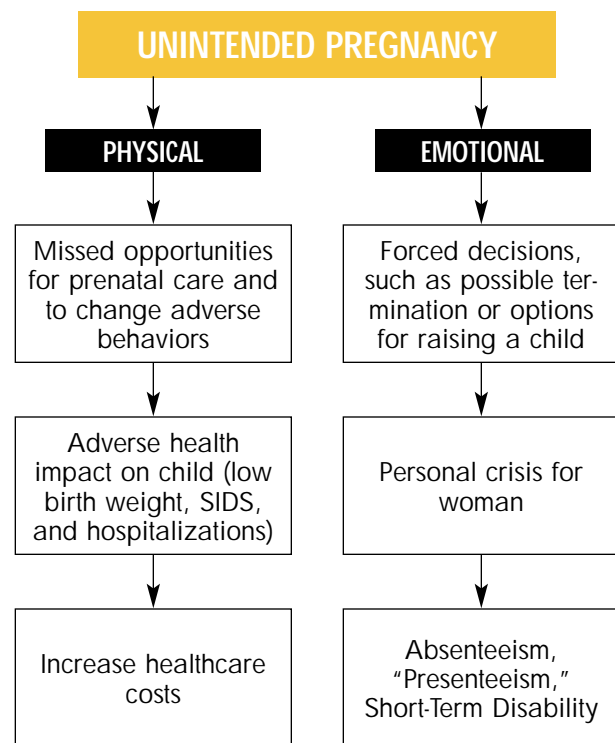 UNINTENDED PREGNANCY
PHYSICAL
Missed opportunities
for prenatal care and
to change adverse
behaviors
Adverse health
impact on child (low
birth weight, SIDS,
and hospitalizations)
Increase healthcare
costs
EMOTIONAL
Forced decisions,
such as possible ter-
mination or options
for raising a child
Personal crisis for
woman
Absenteeism,
“Presenteeism,”
Short-Term Disability